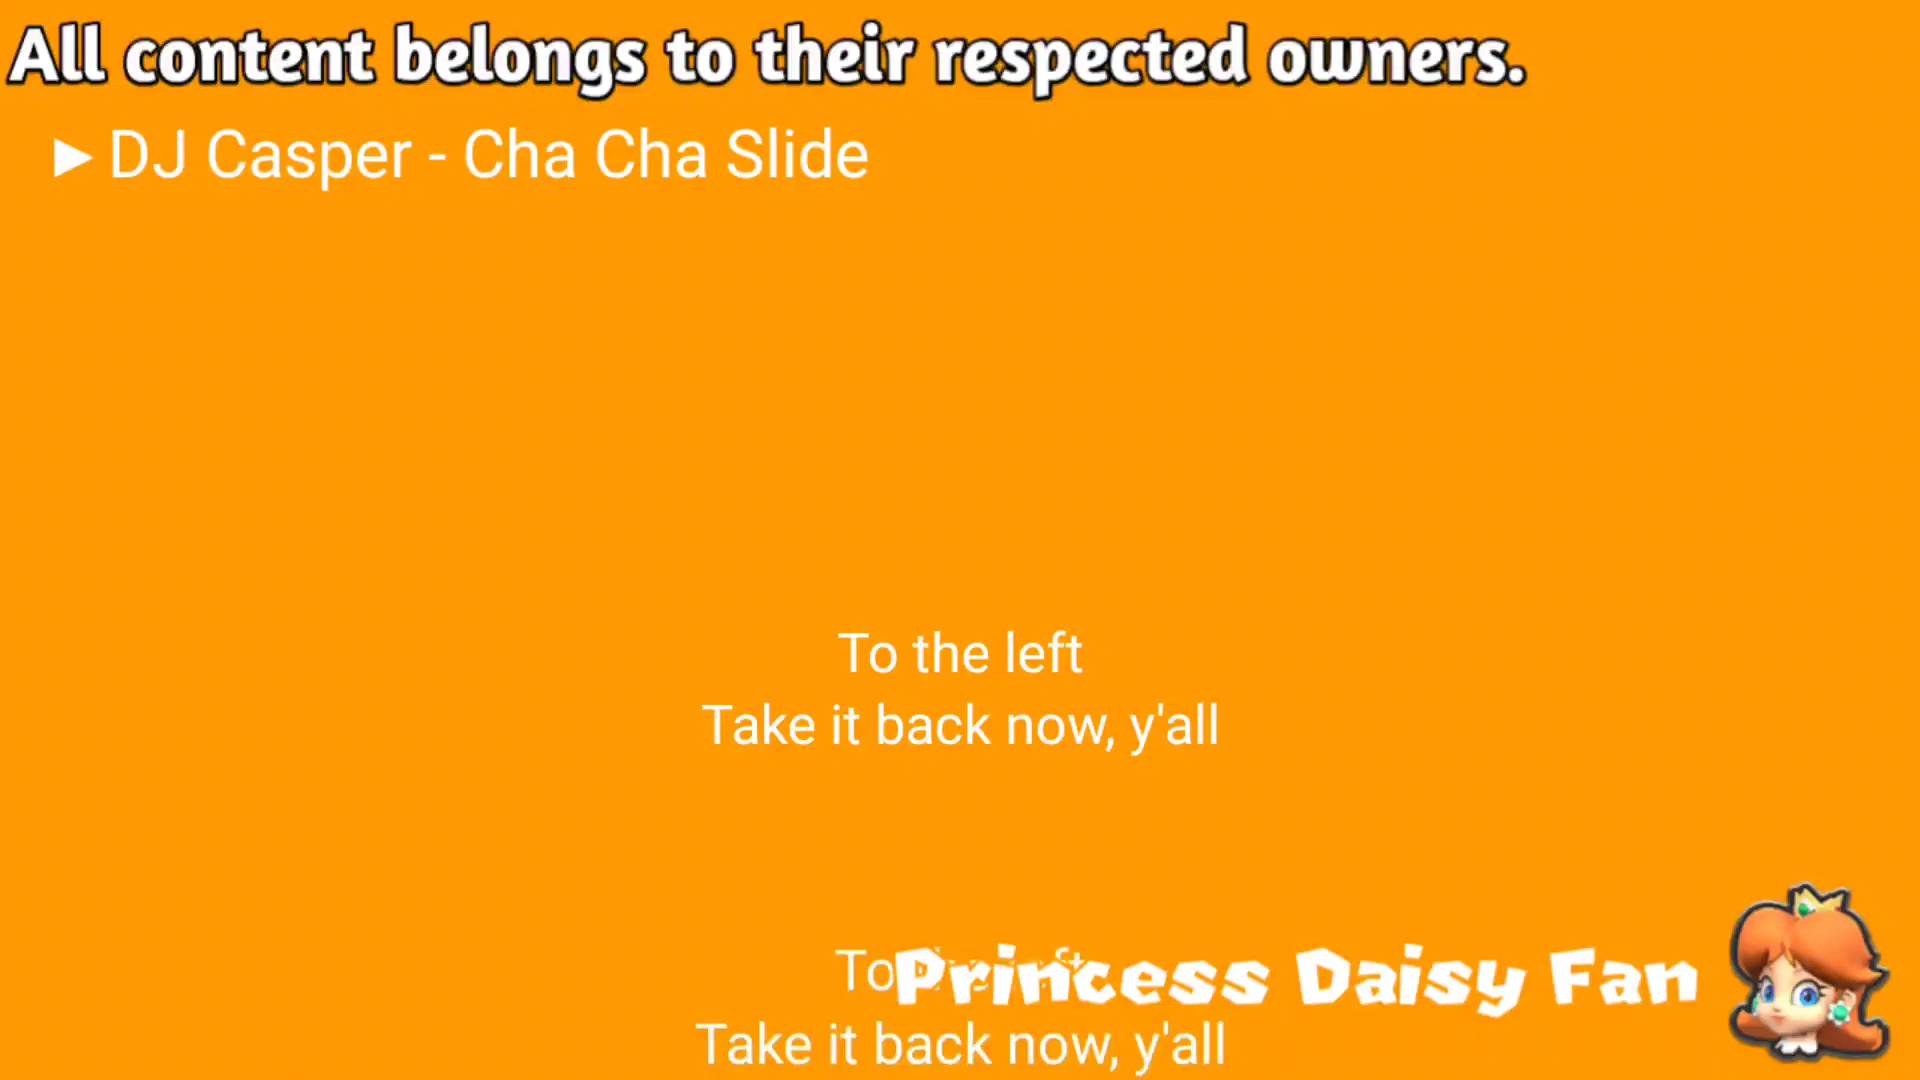 All content belongs to their respected owners.
► DJ Casper - Cha Cha Slide
To the left
Take it back now, y'all
To
Princess Daisy Fan
Take it back now, y'all